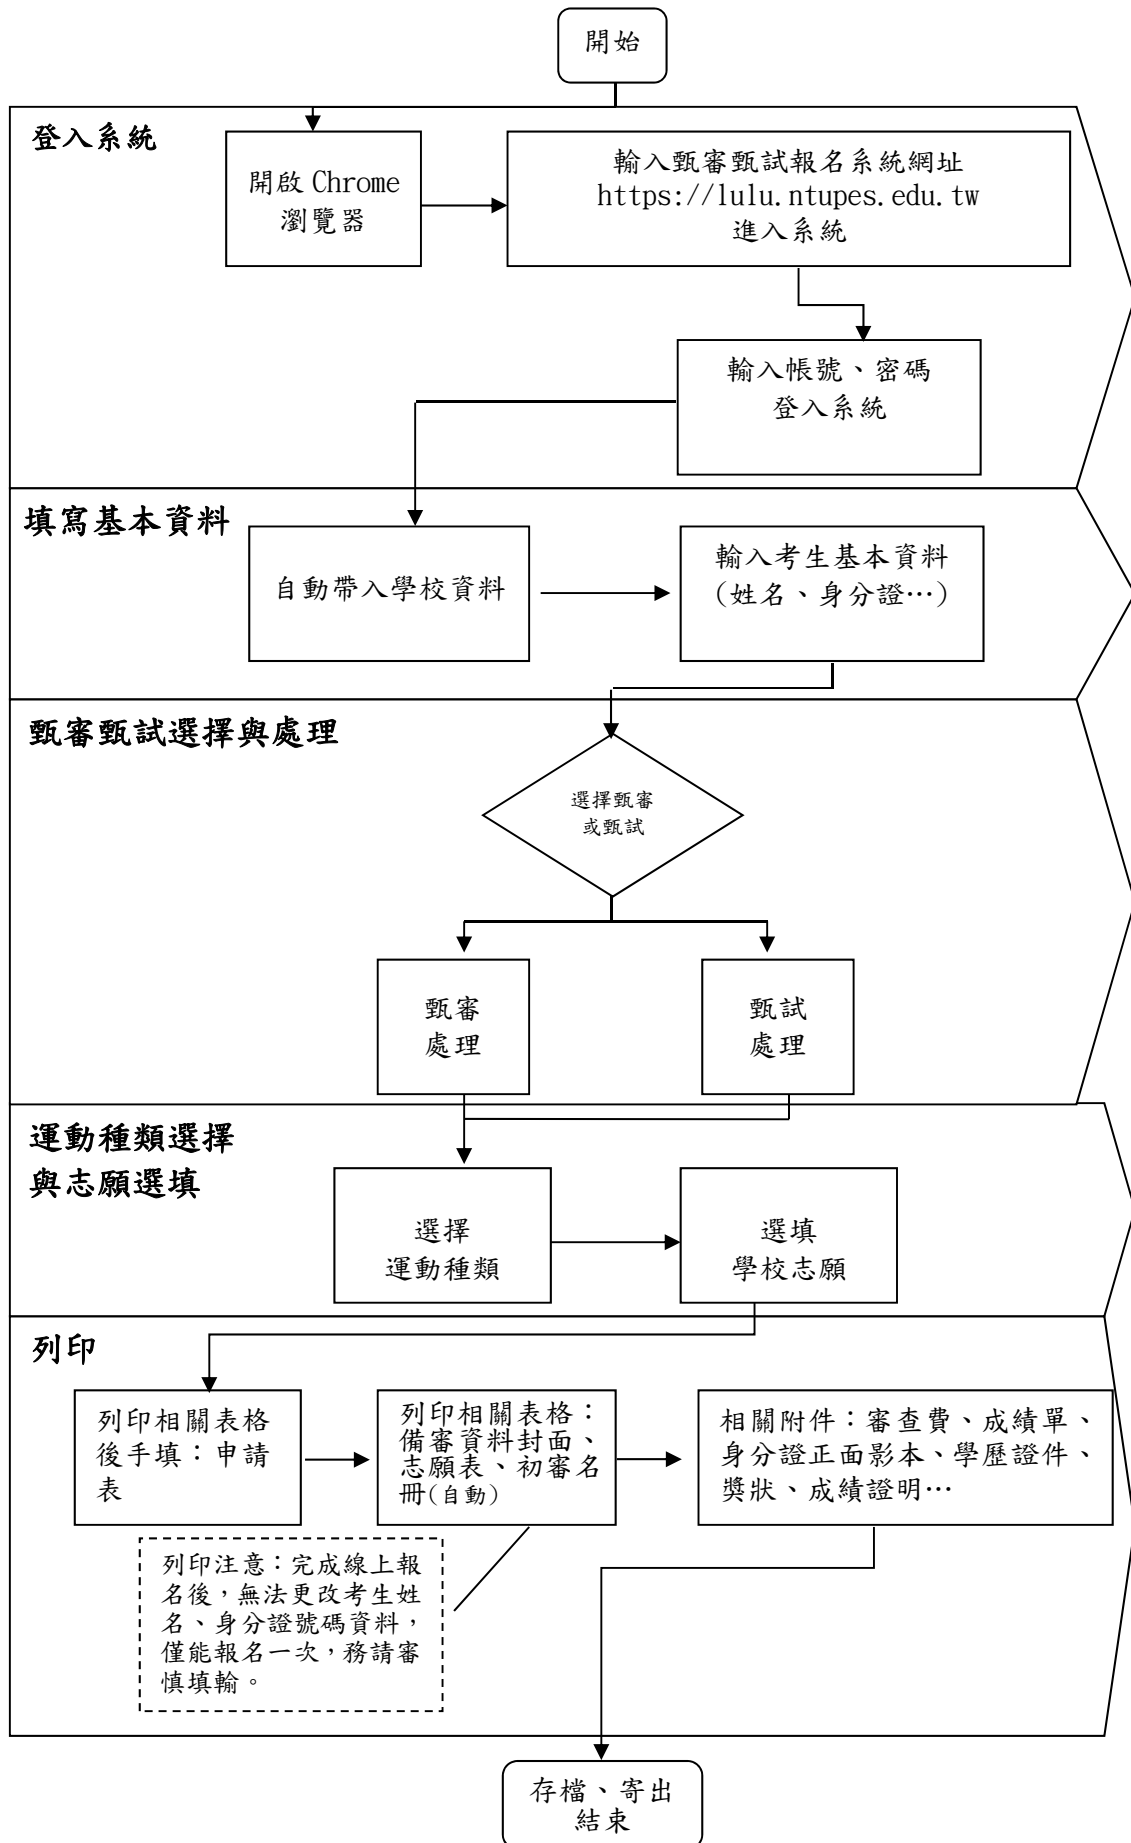 開始
登入系統
開啟 Chrome
瀏覽器
輸入甄審甄試報名系統網址
https://lulu.ntupes.edu.tw
進入系統
輸入帳號、密碼
登入系統
填寫基本資料
自動帶入學校資料
輸入考生基本資料
(姓名、身分證…)
甄審甄試選擇與處理
選擇甄審
或甄試
甄審
處理
甄試
處理
運動種類選擇
與志願選填
選擇
運動種類
選填
學校志願
列印
列印相關表格
後手填：申請
表
列印相關表格：
備審資料封面、
志願表、初審名
冊(自動)
相關附件：審查費、成績單、
身分證正面影本、學歷證件、
獎狀、成績證明…
列印注意：完成線上報
名後，無法更改考生姓
名、身分證號碼資料，
僅能報名一次，務請審
慎填輸。
存檔、寄出
結束